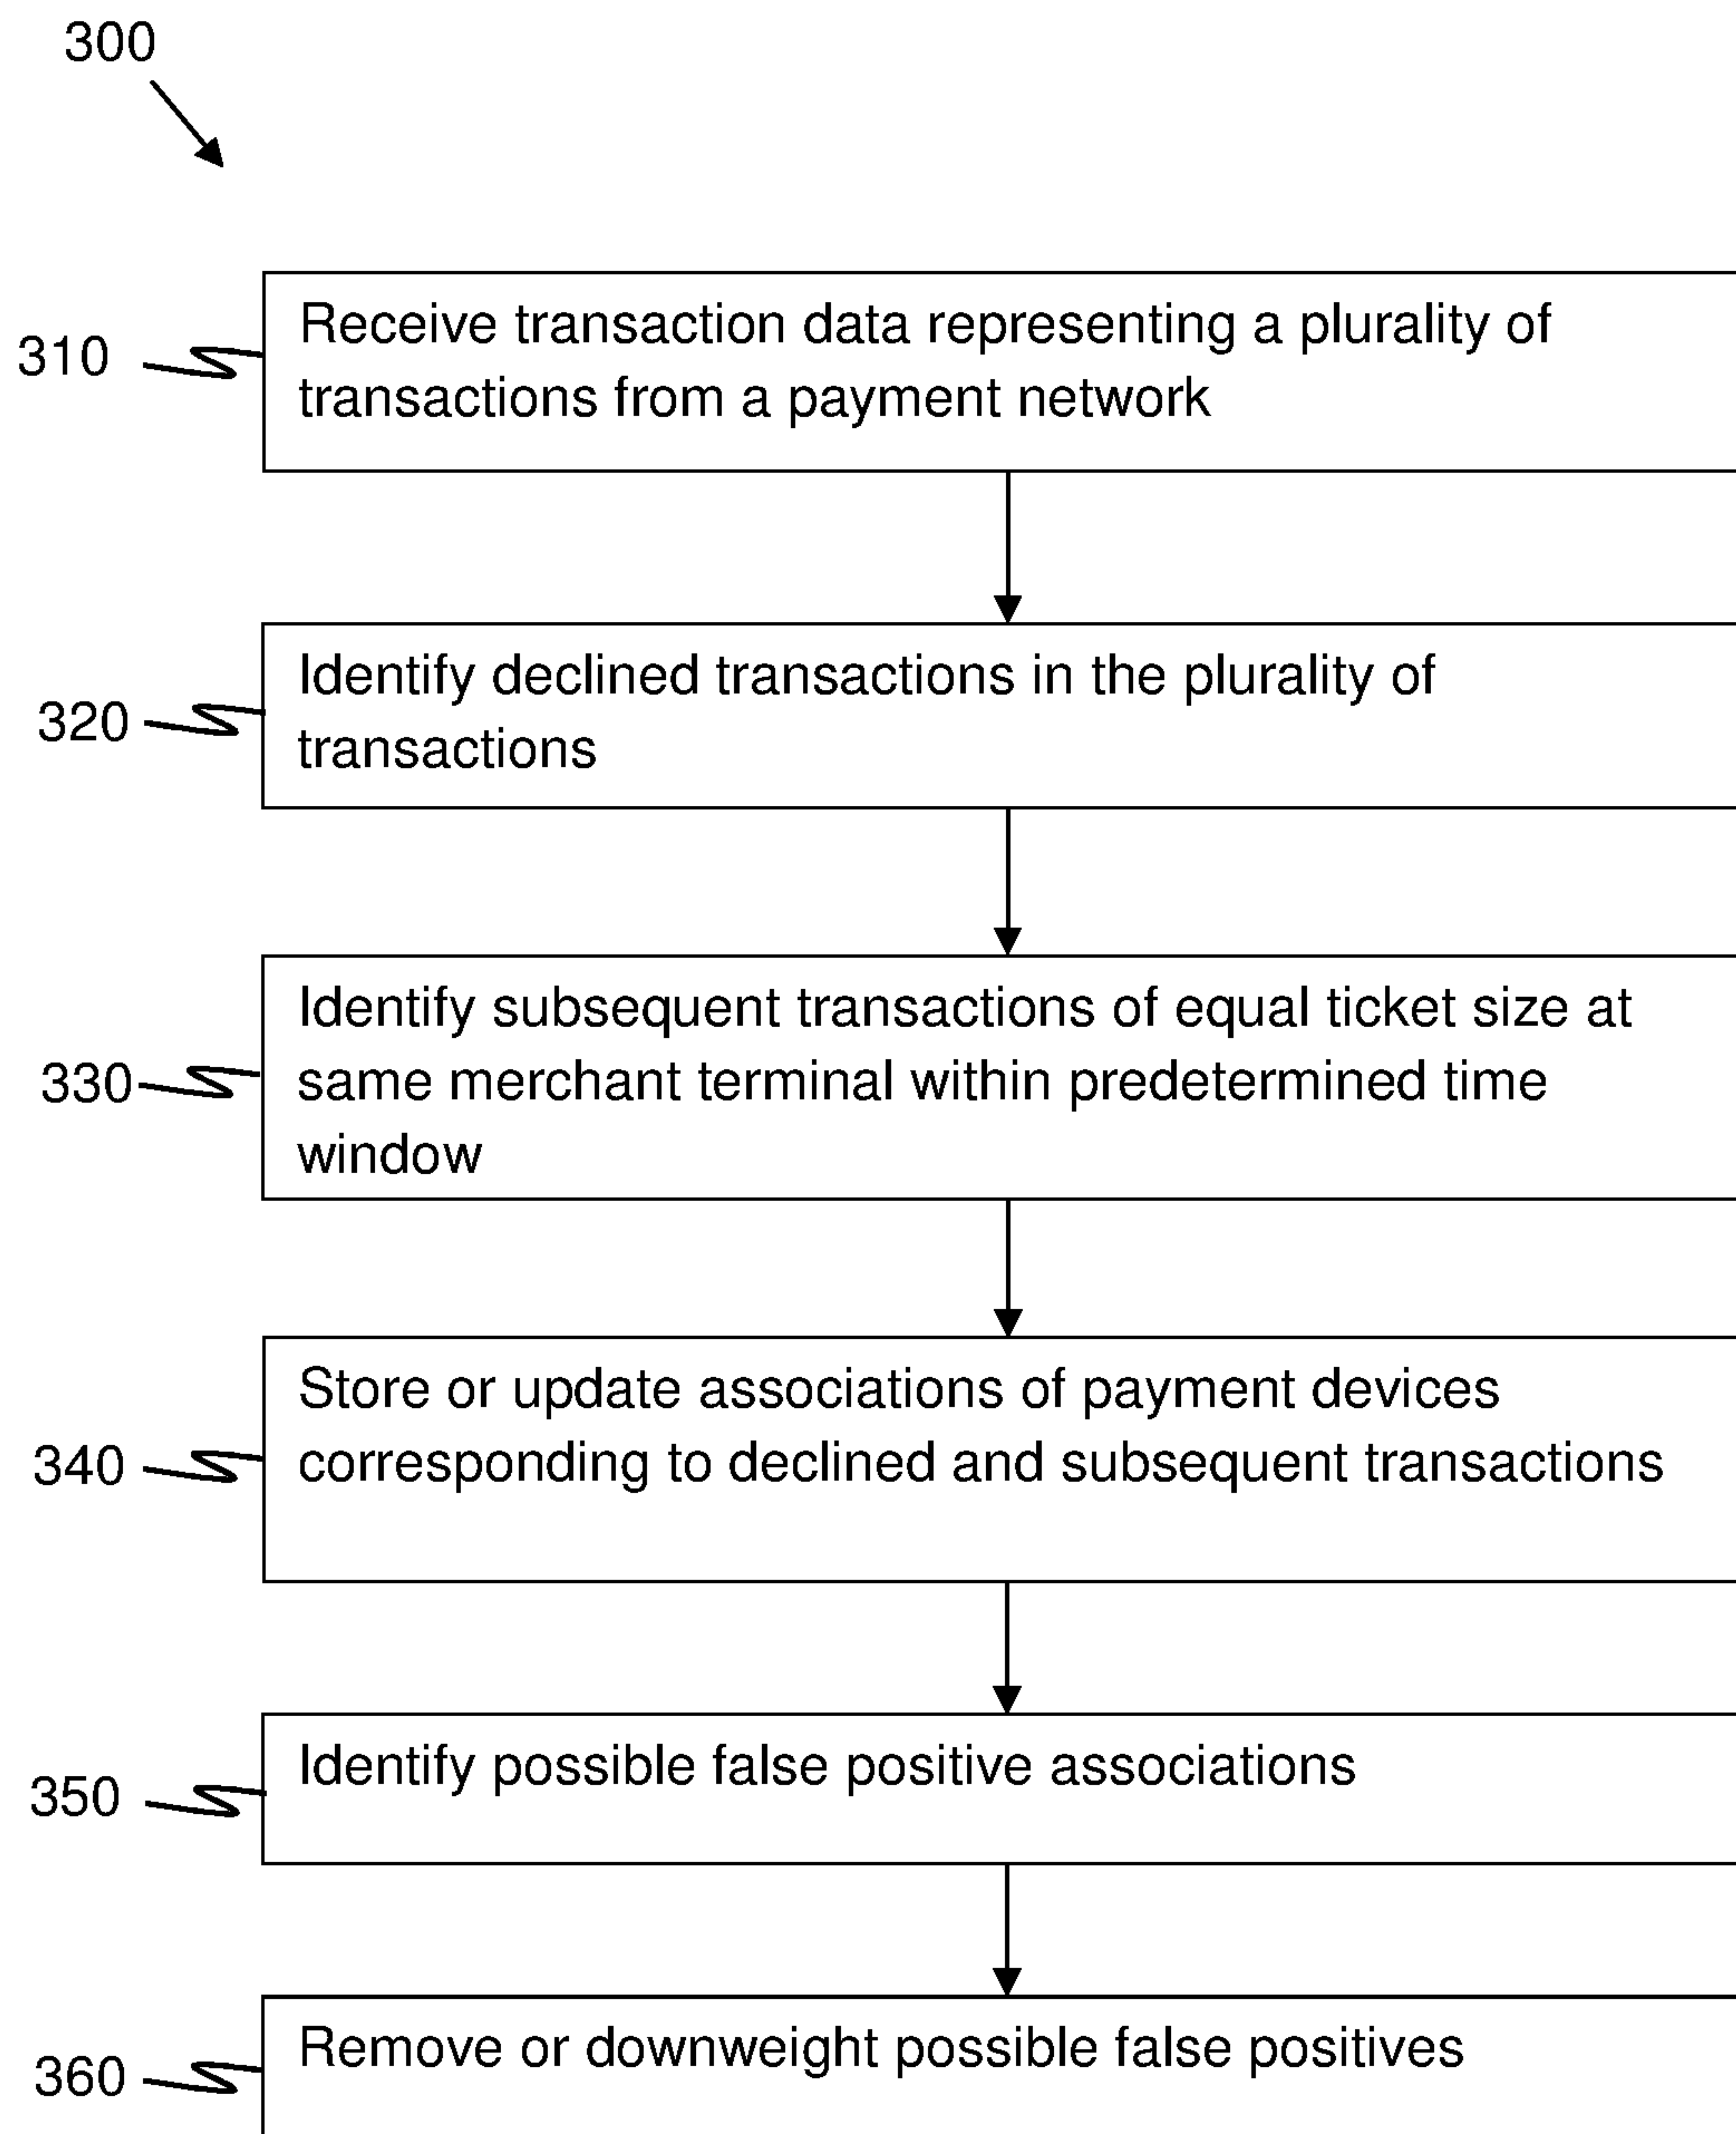 300
310
Receive transaction data representing a plurality of
transactions from a payment network
320
Identify declined transactions in the plurality of
transactions
330
Identify subsequent transactions of equal ticket size at
same merchant terminal within predetermined time
window
340
Store or update associations of payment devices
corresponding to declined and subsequent transactions
350
Identify possible false positive associations
360
Remove or downweight possible false positives